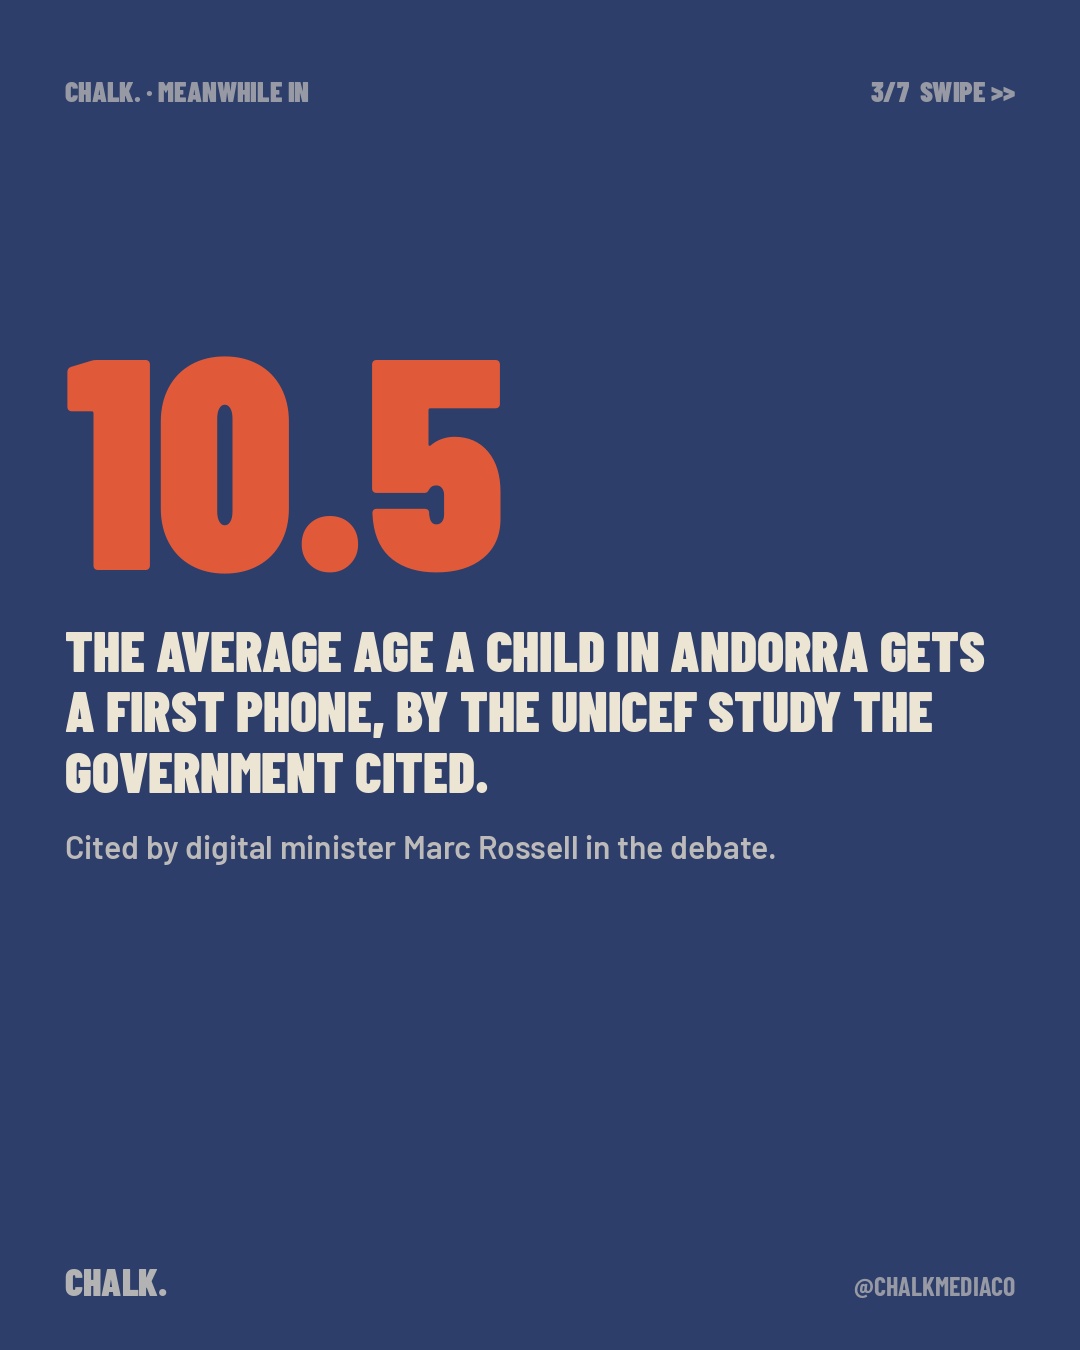 CHALK. · MEANWHILE IN
3/7 SWIPE >>
10.5
THE AVERAGE AGE A CHILD IN ANDORRA GETS
A FIRST PHONE, BY THE UNICEF STUDY THE
GOVERNMENT CITED.
Cited by digital minister Marc Rossell in the debate.
CHALK.
@CHALKMEDIACO